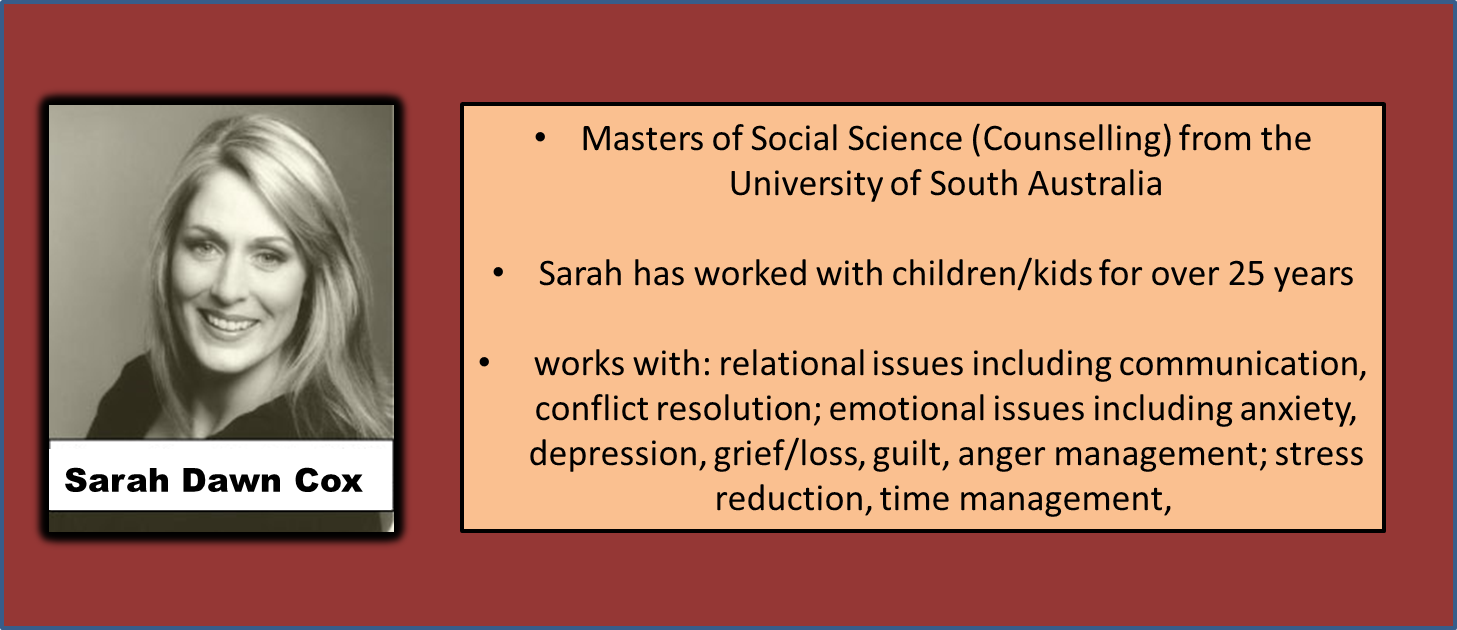 Sarah Dawn Cox
• Masters of Social Science (Counselling) from the
University of South Australia
• Sarah has worked with children/kids for over 25 years
• works with: relational issues including communication,
conflict resolution; emotional issues including anxiety,
depression, grief/loss, guilt, anger management; stress
reduction, time management,